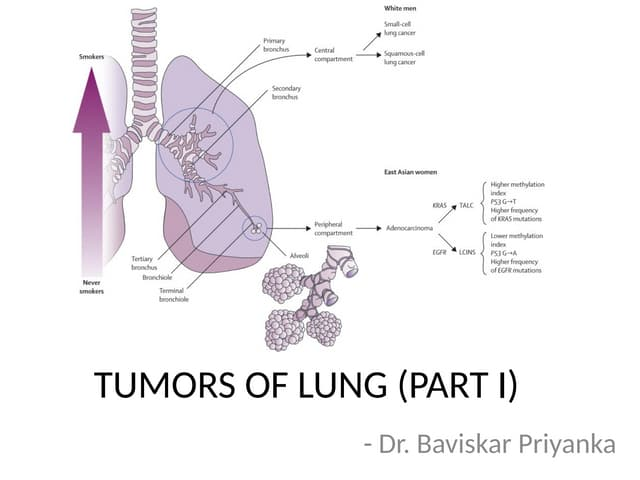 White men
Small-cell
lung cancer
Primary
bronchus
Central
compartment
Squamous-cell
lung cancer
Smokers
Secondary
bronchus
East Asian women
Higher methylation
index
P53 G→T
Higher frequency
of KRAS mutations
KRAS
TALC
Peripheral
compartment
Adenocarcinoma
Lower methylation
index
P53 G→A
Higher frequency
of EGFR mutations
EGFR
LCINS
Tertiary
bronchus
Alveoli
Bronchiole
Never
smokers
Terminal
bronchiole
TUMORS OF LUNG (PART I)
- Dr. Baviskar Priyanka